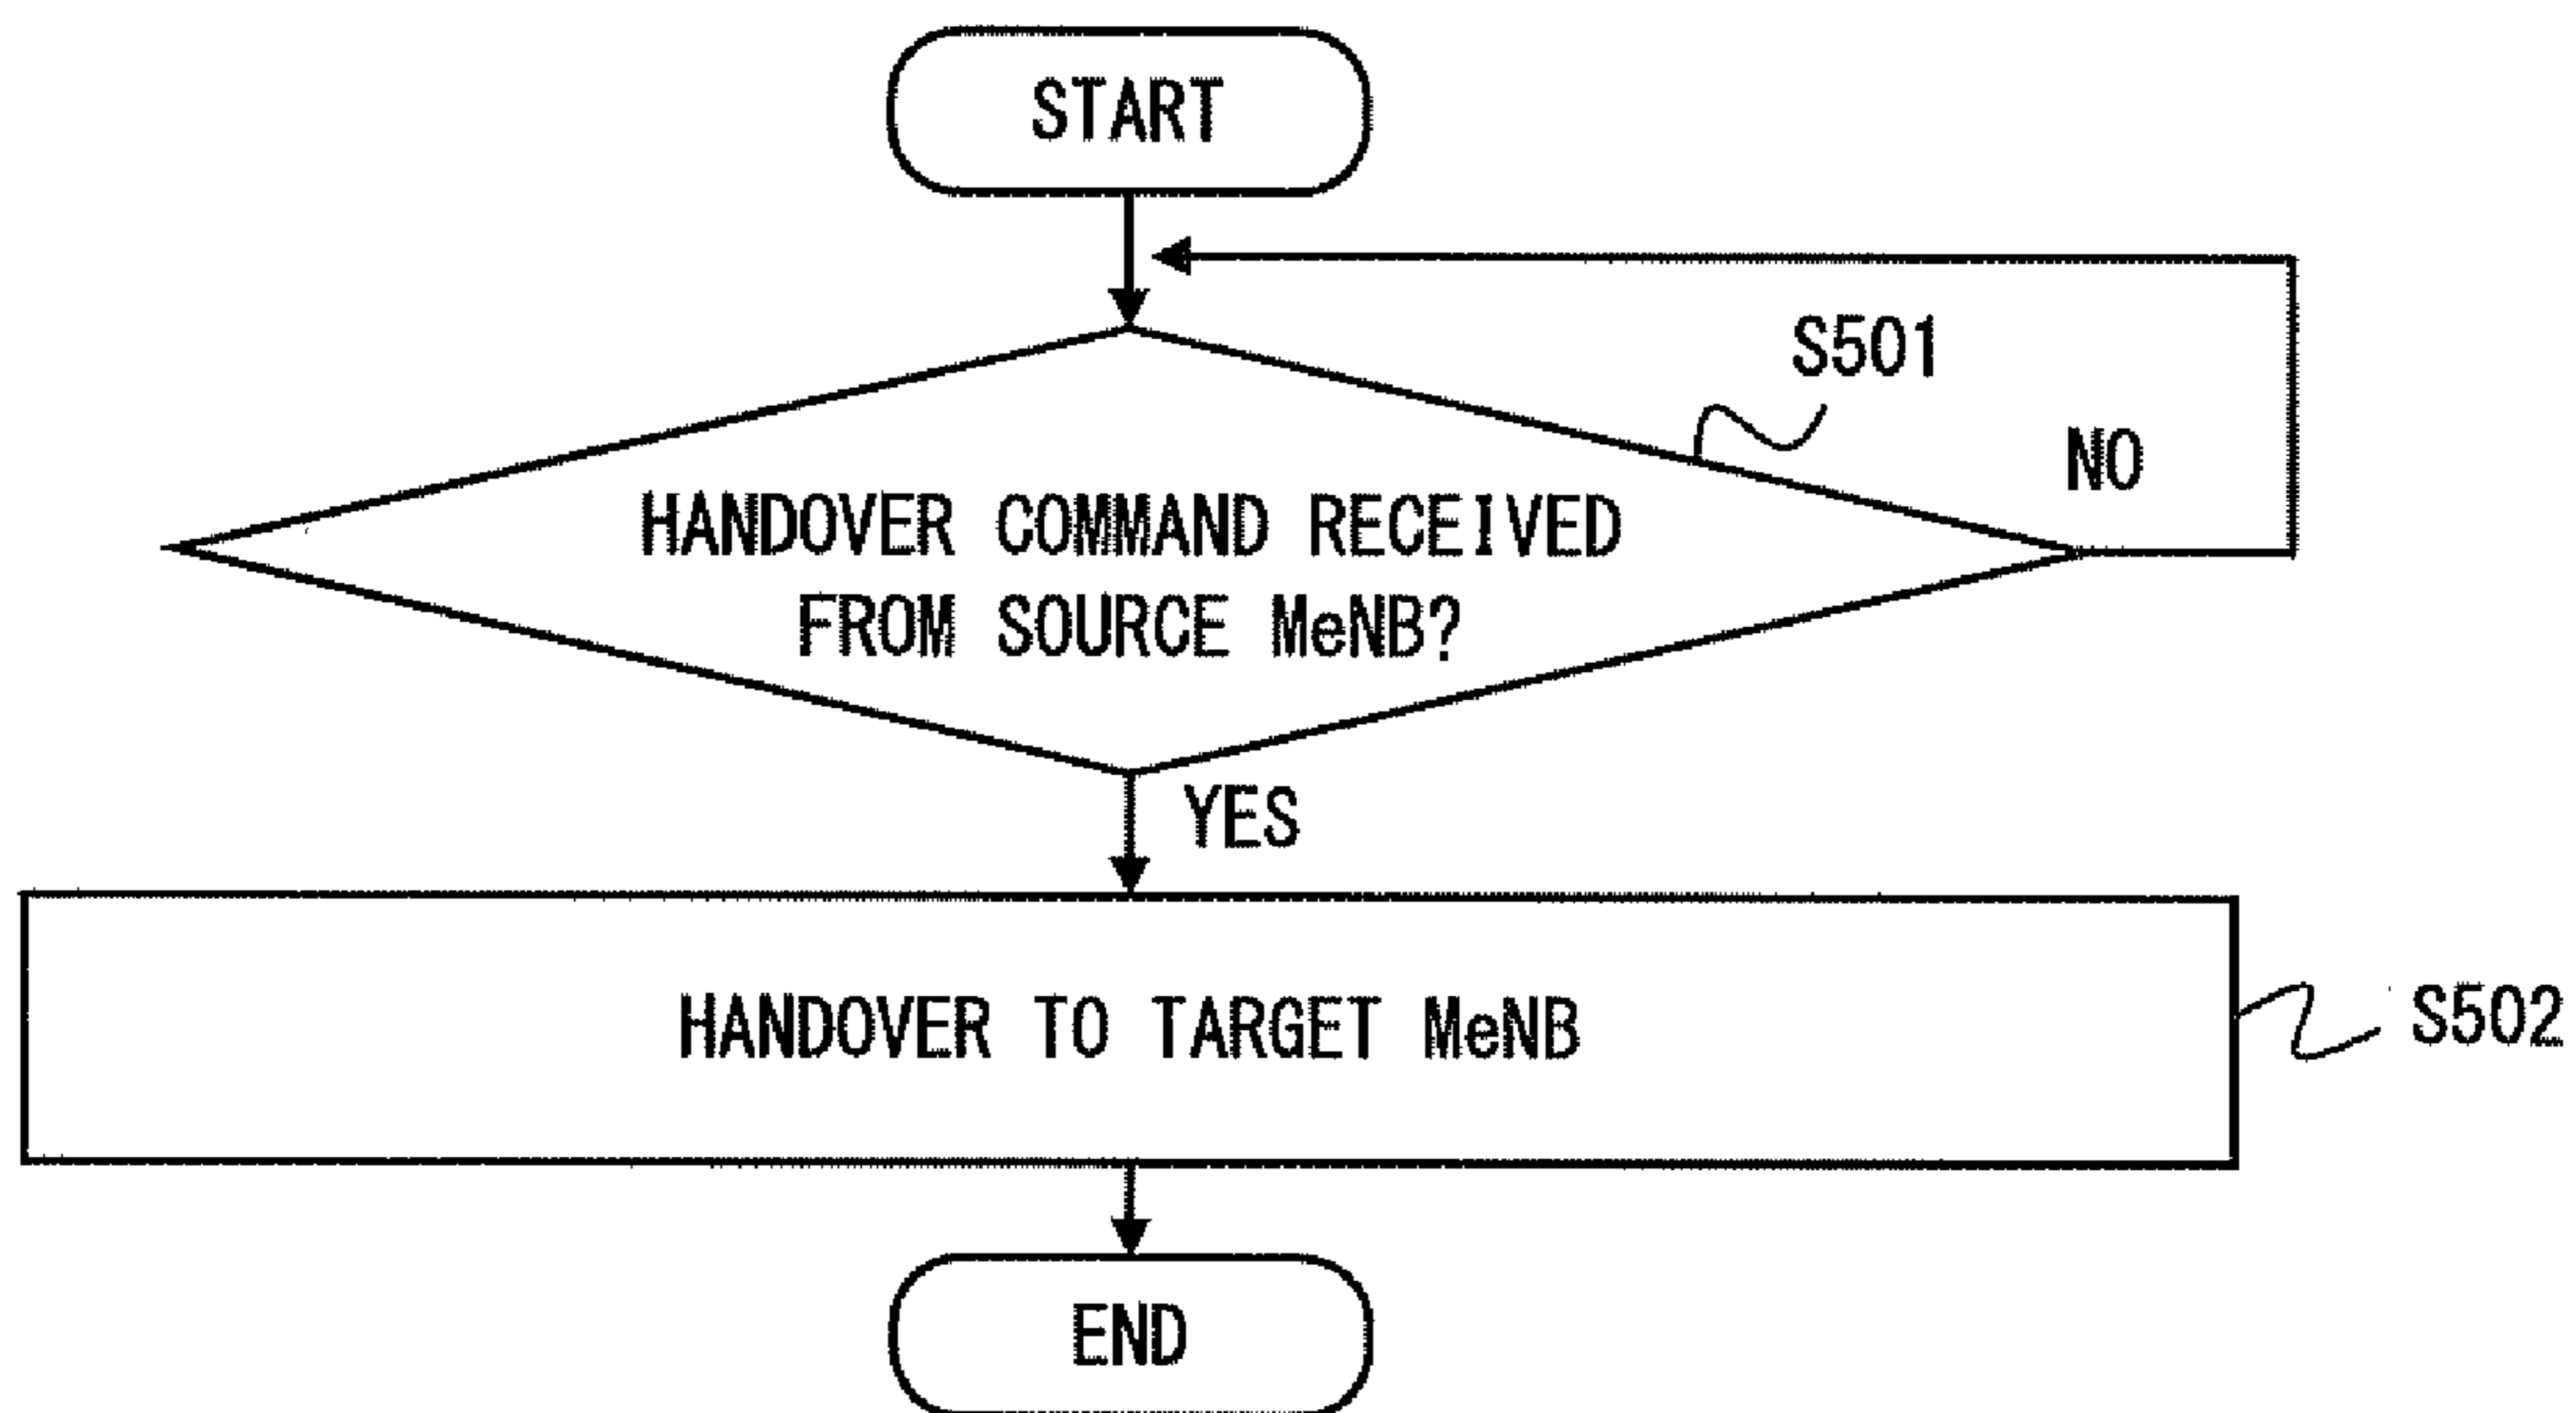 START
S501
NO
HANDOVER COMMAND RECEIVED
FROM SOURCE MeNB?
YES
HANDOVER TO TARGET MeNB
S502
END